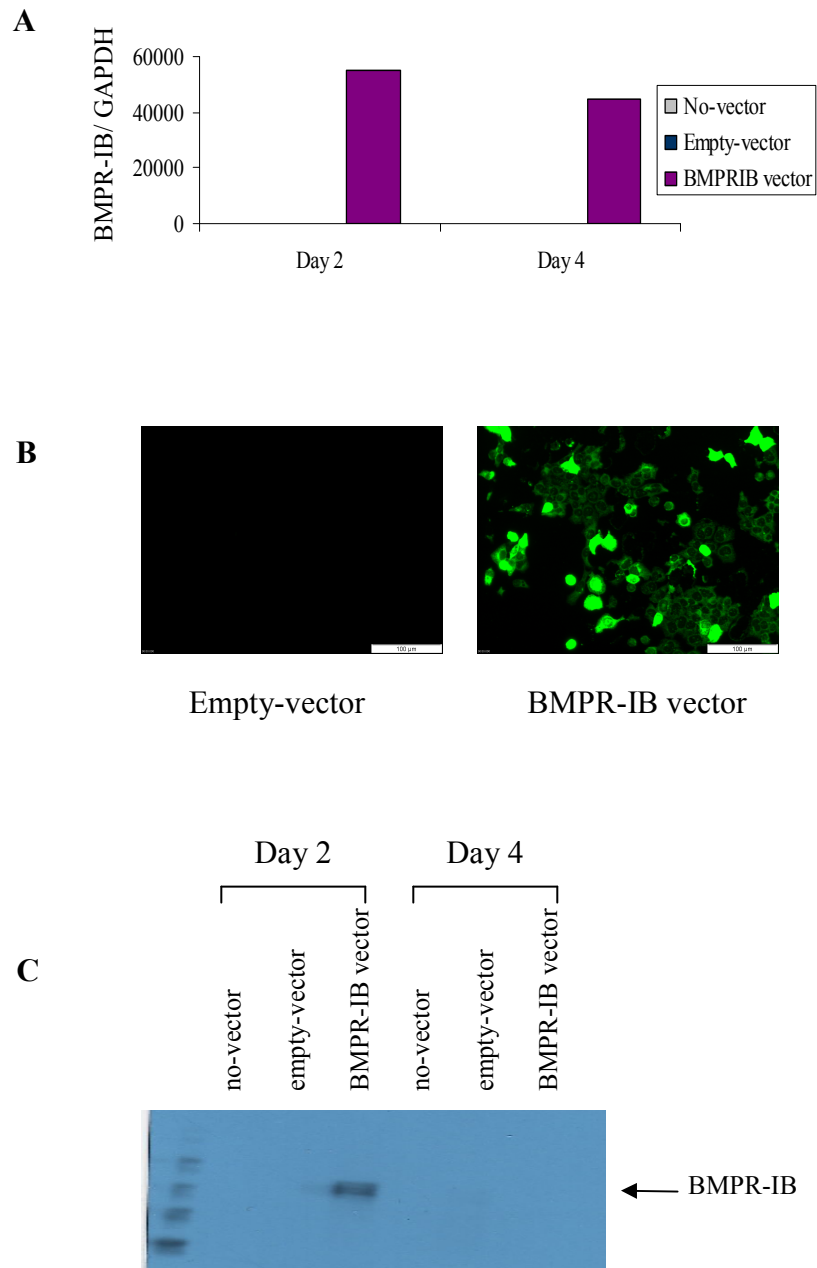 A
BMPR-IB/ GAPDH
60000
40000
20000
0
Day 2
Day 4
No-vector
Empty-vector
BMPRIB vector
B
100 µm
100 µm
Empty-vector
BMPR-IB vector
C
Day 2
Day 4
no-vector
empty-vector
BMPR-IB vector
no-vector
empty-vector
BMPR-IB vector
BMPR-IB